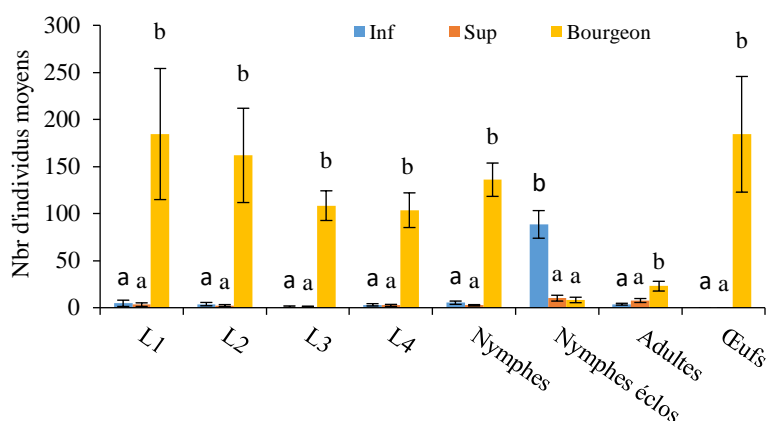 Inf Sup Bourgeon
Nbr d'individus moyens
300
250
200
150
100
50
0
a a b
a a b
a a b
a a b
a a b
b a a
a a b
a a b
L1
L2
L3
L4
Nymphes
Nymphes éclos
Adultes
Œufs